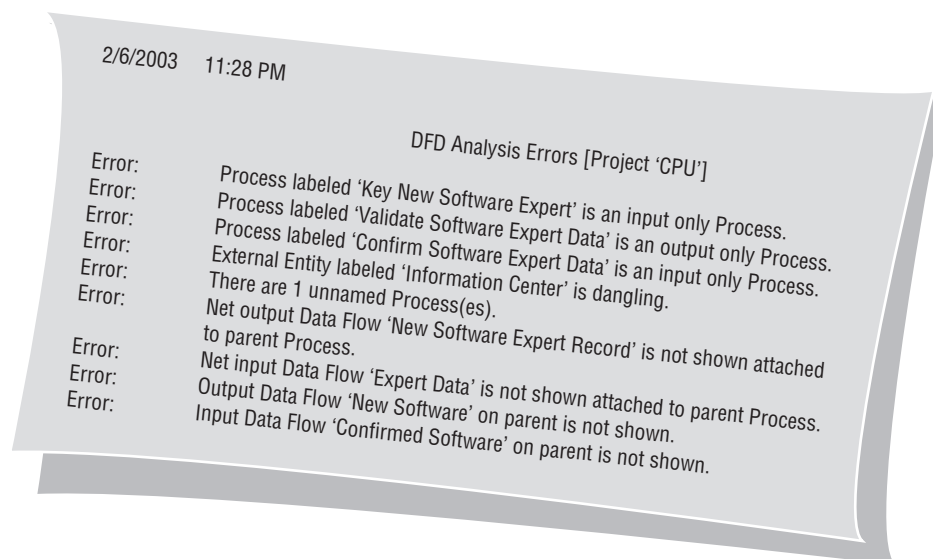 2/6/2003 11:28 PM
DFD Analysis Errors [Project ‘CPU’]
Error: Process labeled ‘Key New Software Expert’ is an input only Process.
Error: Process labeled ‘Validate Software Expert Data’ is an output only Process.
Error: Process labeled ‘Confirm Software Expert Data’ is an input only Process.
Error: External Entity labeled ‘Information Center’ is dangling.
Error: There are 1 unnamed Process(es).
Error: Net output Data Flow ‘New Software Expert Record’ is not shown attached
to parent Process.
Error: Net input Data Flow ‘Expert Data’ is not shown attached to parent Process.
Error: Output Data Flow ‘New Software’ on parent is not shown.
Error: Input Data Flow ‘Confirmed Software’ on parent is not shown.